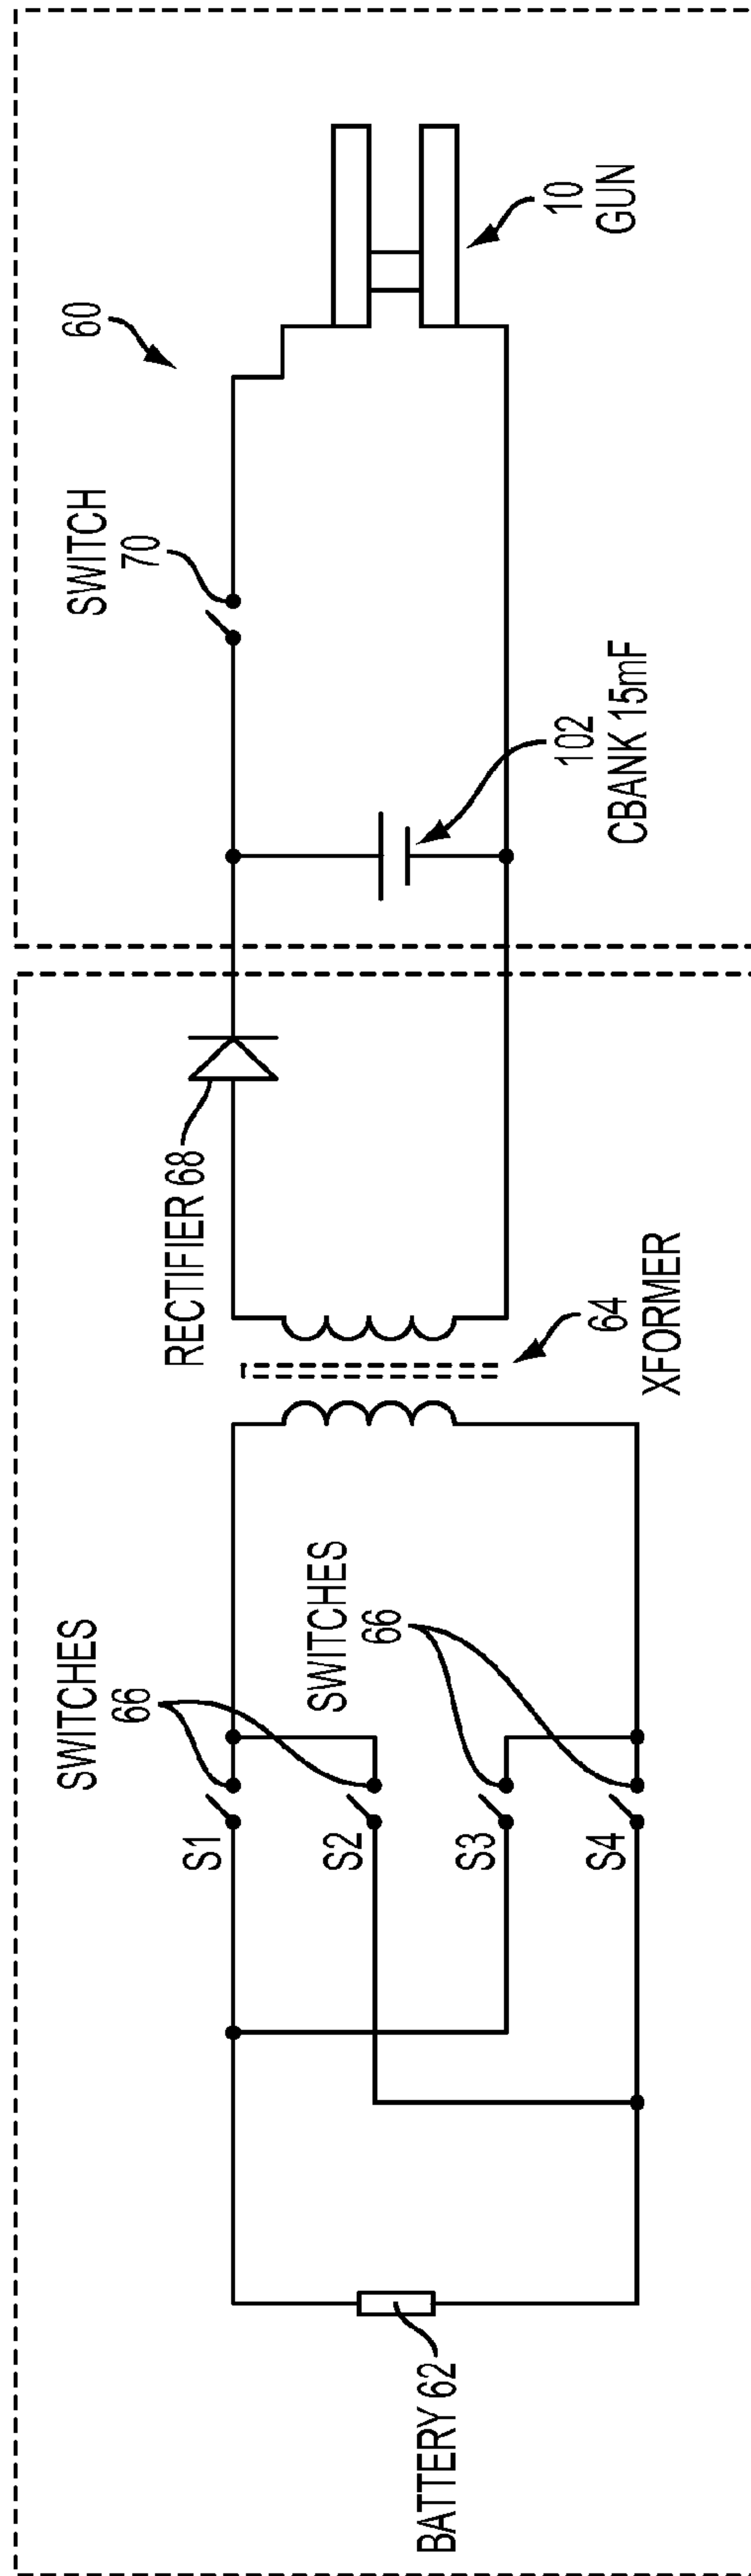 60
SWITCH
70
10
GUN
102
CBANK 15mF
RECTIFIER 68
64
XFORMER
SWITCHES
66
SWITCHES
66
S1
S2
S3
S4
BATTERY 62